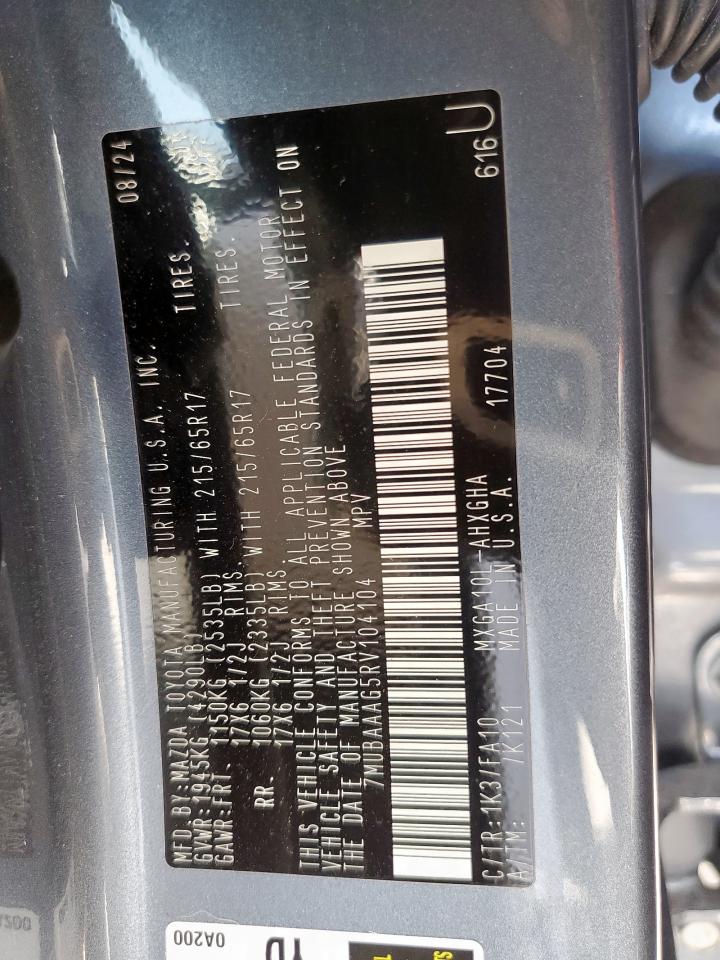 MFD.BY:MAZDA TOYOTA MANUFACTURING U.S.A. INC. 08/24
GVWR:1945KG (4290LB)
GAWR:FRT. 1150KG (2535LB) WITH 215/65R17 TIRES.
17X6 1/2J RIMS.
RR. 1060KG (2335LB) WITH 215/65R17 TIRES.
17X6 1/2J RIMS
THIS VEHICLE CONFORMS TO ALL APPLICABLE FEDERAL MOTOR
VEHICLE SAFETY AND THEFT PREVENTION STANDARDS IN EFFECT ON
THE DATE OF MANUFACTURE SHOWN ABOVE
7MUBAAAG5RV104104 MPV
C/TR:1K3/FA10 MXGA10L-AHXGHA 616U
A/TM: /K121 MADE IN U.S.A. 17704
0A200
YD